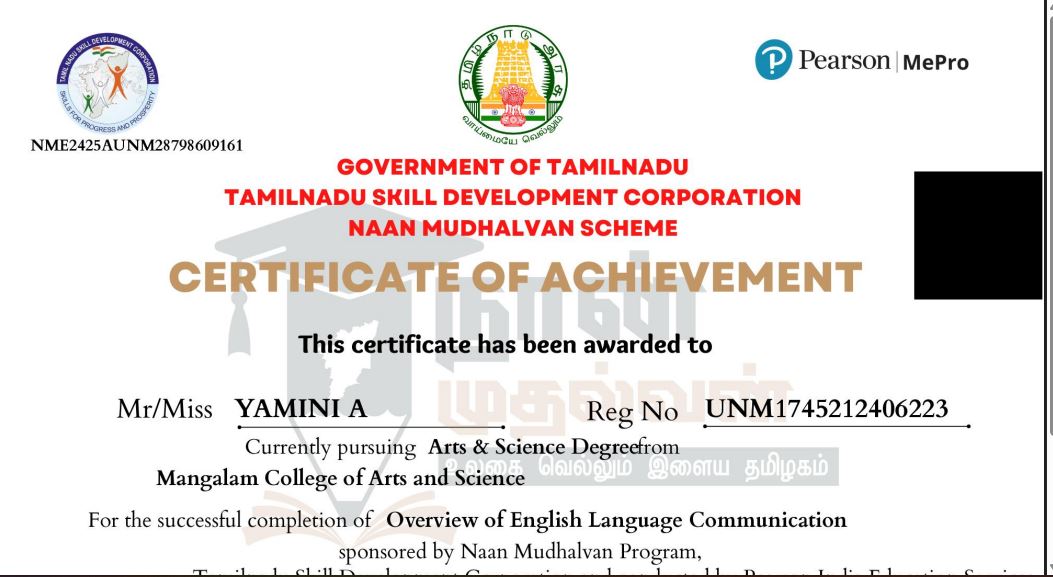 TAMIL NADU SKILL DEVELOPMENT CORPORATION
SKILLS FOR PROGRESS AND PROSPERITY
NME2425AUNM28798609161
தமிழ்நாடு அரசு
வாய்மையே வெல்லும்
Pearson | MePro
GOVERNMENT OF TAMILNADU
TAMILNADU SKILL DEVELOPMENT CORPORATION
NAAN MUDHALVAN SCHEME
CERTIFICATE OF ACHIEVEMENT
நான்
முதல்வன்
உலகை வெல்லும் இளைய தமிழகம்
This certificate has been awarded to
Mr/Miss YAMINI A Reg No UNM1745212406223
Currently pursuing Arts & Science Degreefrom
Mangalam College of Arts and Science
For the successful completion of Overview of English Language Communication
sponsored by Naan Mudhalvan Program,